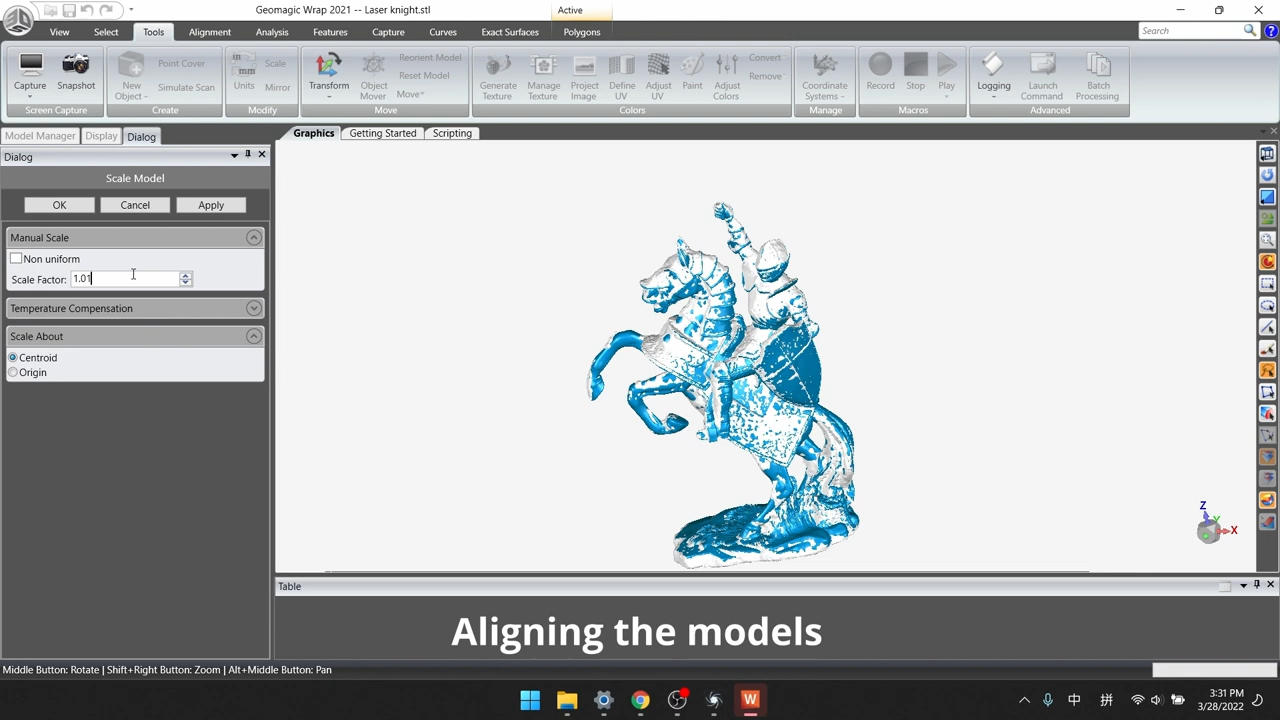 Geomagic Wrap 2021 -- Laser knight.stl
Active
View
Select
Tools
Alignment
Analysis
Features
Capture
Curves
Exact Surfaces
Polygons
Search
Capture
Snapshot
Screen Capture
New Object
Point Cover
Simulate Scan
Create
in
mm
Units
Scale
Mirror
Modify
Transform
Object Mover
Reorient Model
Reset Model
Move
Move
Generate Texture
Manage Texture
Project Image
Define UV
Adjust UV
Paint
Adjust Colors
Convert
Remove
Colors
Coordinate Systems
Manage
Record
Stop
Play
Macros
Logging
Launch Command
Batch Processing
Advanced
Model Manager
Display
Dialog
Graphics
Getting Started
Scripting
Dialog
Scale Model
OK
Cancel
Apply
Manual Scale
Non uniform
Scale Factor: 1.01
Temperature Compensation
Scale About
Centroid
Origin
Z
Y
X
Table
Aligning the models
Middle Button: Rotate | Shift+Right Button: Zoom | Alt+Middle Button: Pan
W
中
拼
3:31 PM
3/28/2022